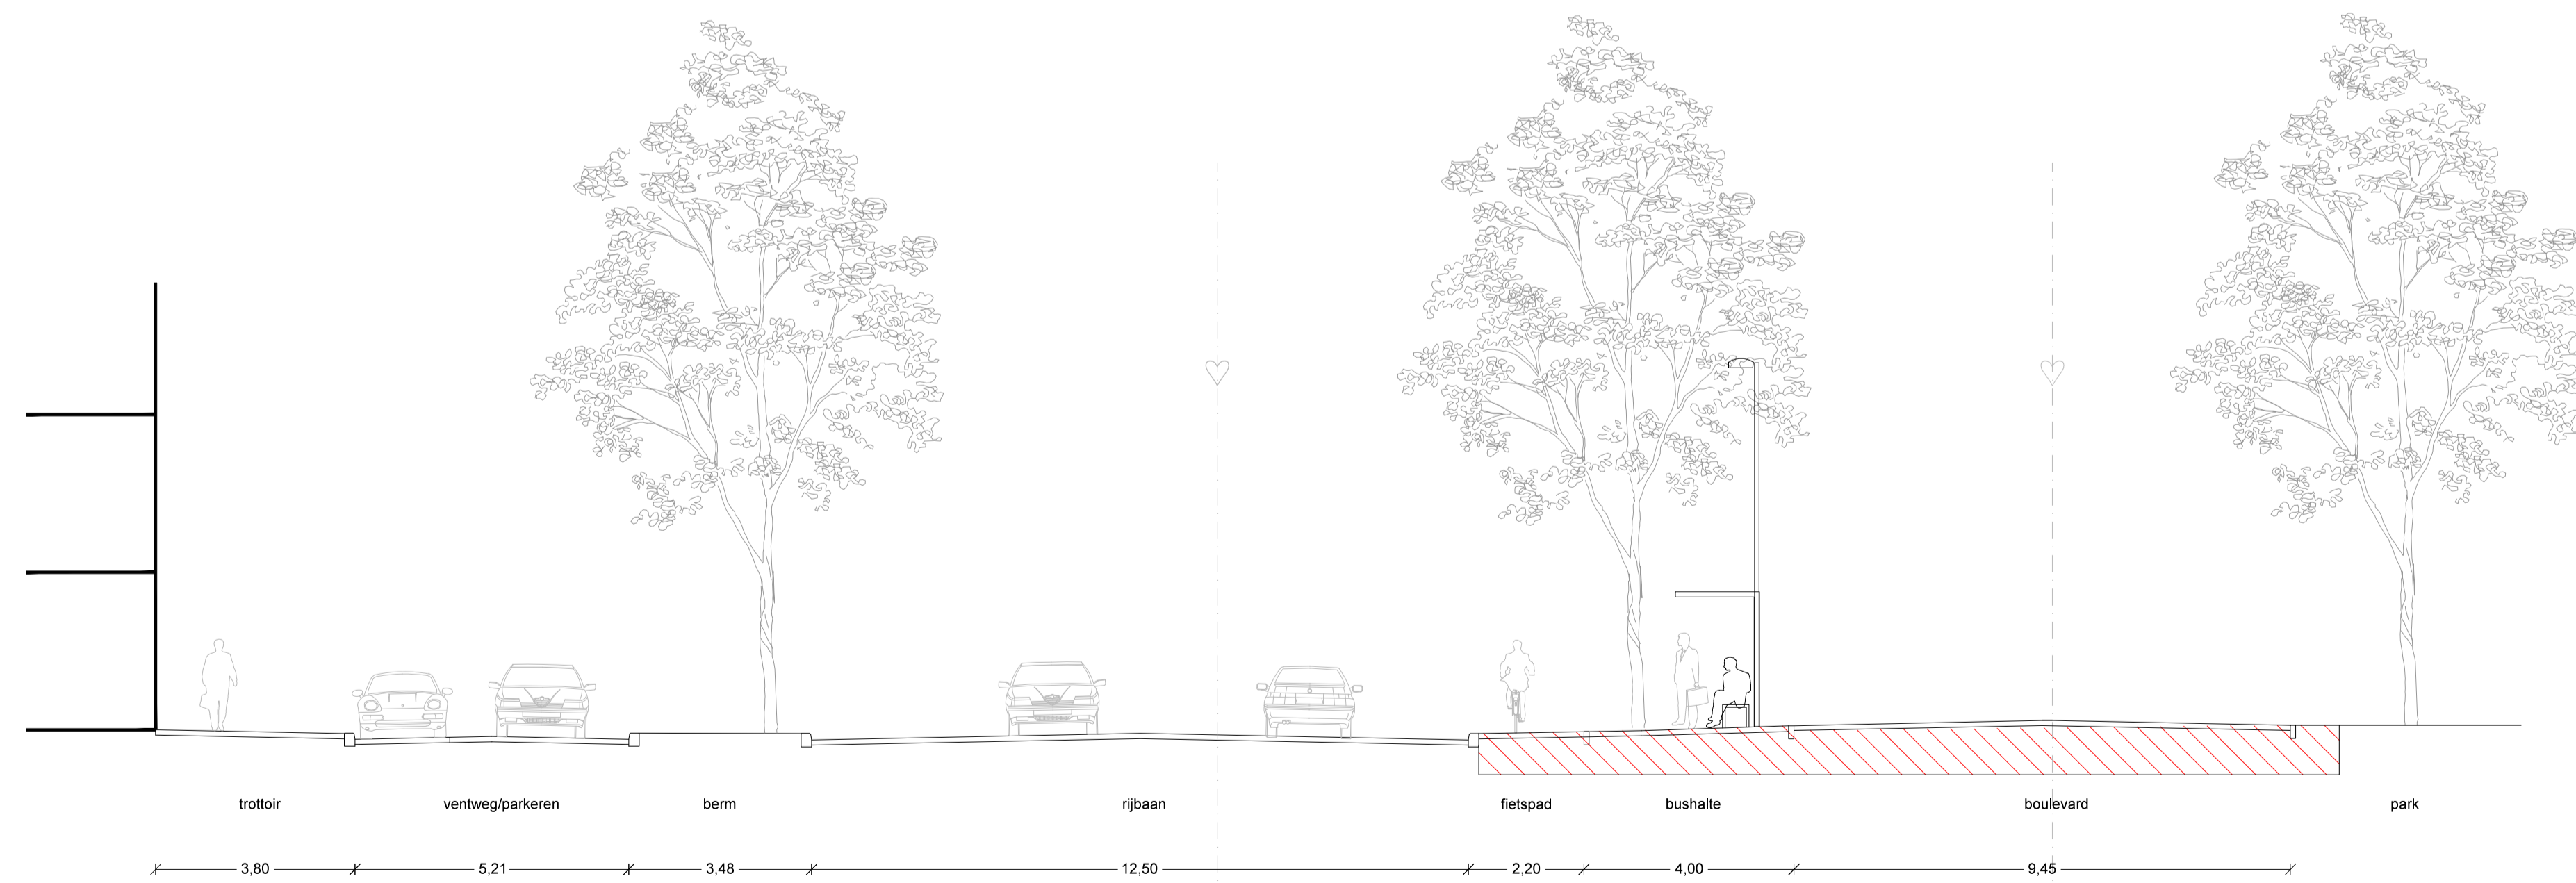 trottoir ventweg/parkeren berm rijbaan fietspad bushalte boulevard park
3,80 5,21 3,48 12,50 2,20 4,00 9,45